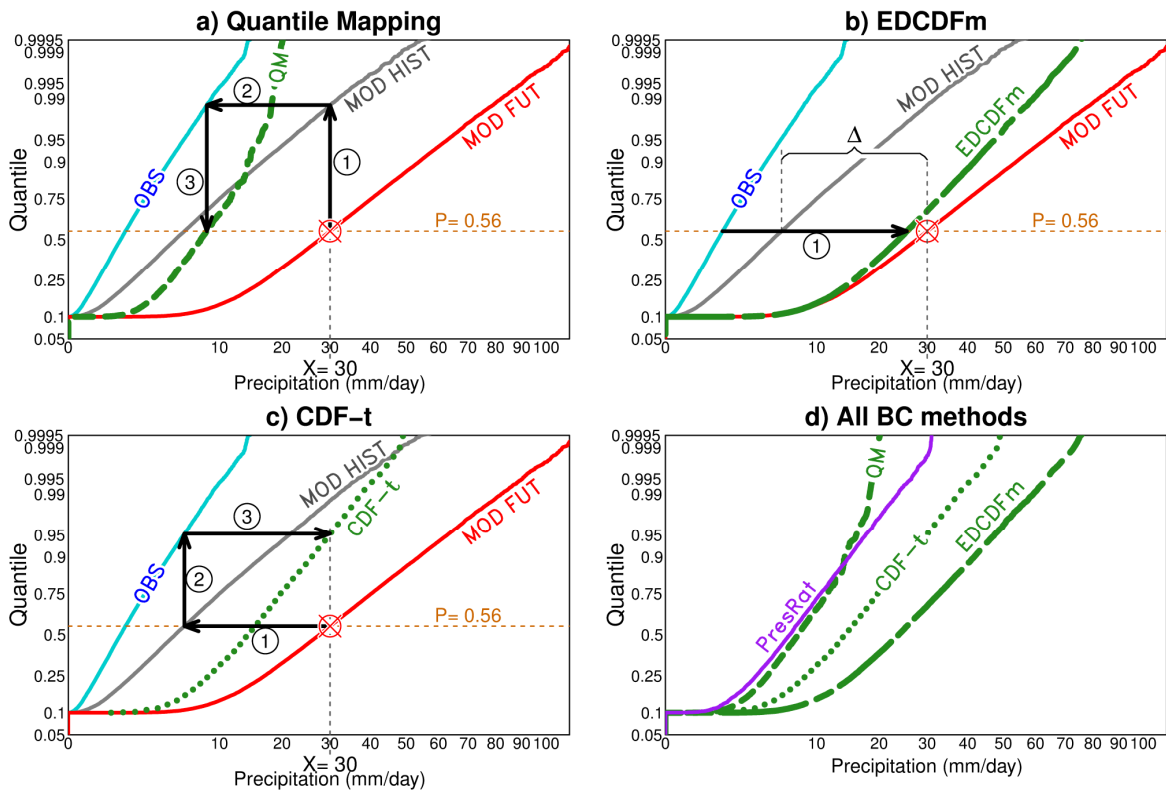 a) Quantile Mapping
Quantile
0.9995
0.999
0.995
0.99
0.95
0.9
0.75
0.5
0.25
0.1
0.05
OBS
QM
MOD HIST
MOD FUT
2
1
3
P= 0.56
0 10 20 30 40 50 60 70 80 90 100
X= 30
Precipitation (mm/day)
b) EDCDFm
Quantile
0.9995
0.999
0.995
0.99
0.95
0.9
0.75
0.5
0.25
0.1
0.05
OBS
MOD HIST
EDCDFm
MOD FUT
Δ
1
P= 0.56
0 10 20 30 40 50 60 70 80 90 100
X= 30
Precipitation (mm/day)
c) CDF-t
Quantile
0.9995
0.999
0.995
0.99
0.95
0.9
0.75
0.5
0.25
0.1
0.05
OBS
MOD HIST
CDF-t
MOD FUT
3
2
1
P= 0.56
0 10 20 30 40 50 60 70 80 90 100
X= 30
Precipitation (mm/day)
d) All BC methods
Quantile
0.9995
0.999
0.995
0.99
0.95
0.9
0.75
0.5
0.25
0.1
0.05
QM
PresRat
CDF-t
EDCDFm
0 10 20 30 40 50 60 70 80 90 100
Precipitation (mm/day)